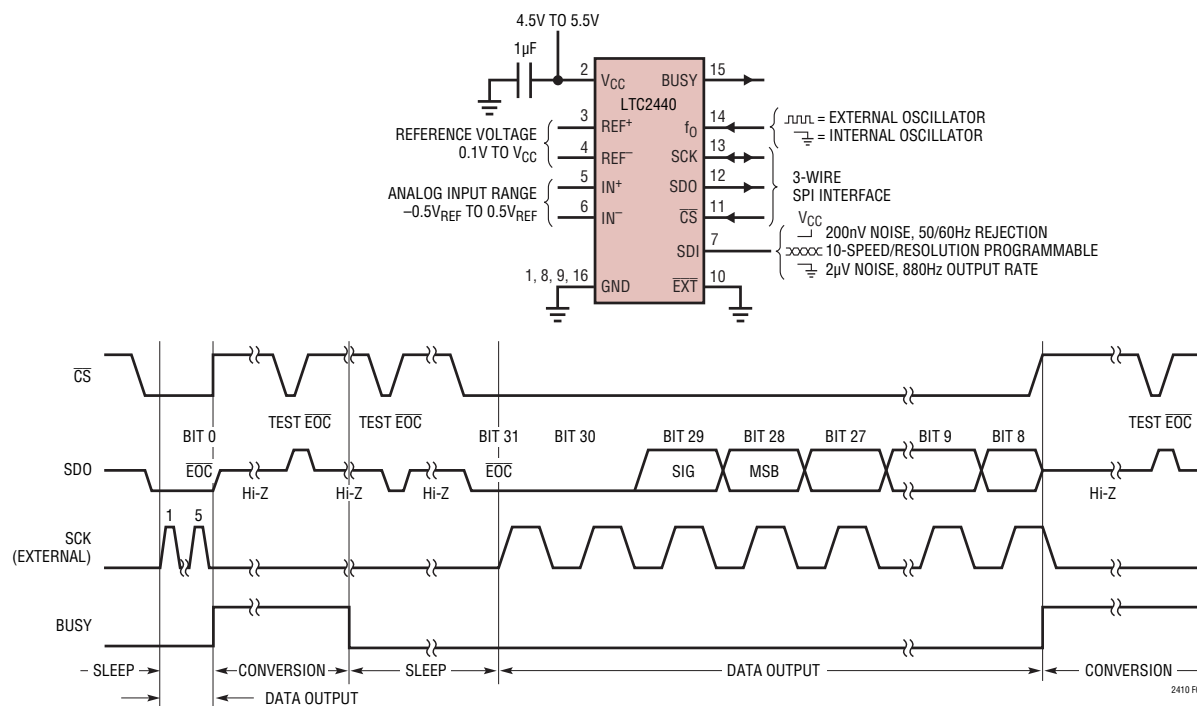 4.5V TO 5.5V
1µF
2
VCC
BUSY
15
LTC2440
REFERENCE VOLTAGE
0.1V TO VCC
3
REF+
4
REF–
fO
14
= EXTERNAL OSCILLATOR
= INTERNAL OSCILLATOR
SCK
13
ANALOG INPUT RANGE
–0.5VREF TO 0.5VREF
5
IN+
6
IN–
SDO
12
CS
11
3-WIRE
SPI INTERFACE
SDI
7
VCC
200nV NOISE, 50/60Hz REJECTION
10-SPEED/RESOLUTION PROGRAMMABLE
2µV NOISE, 880Hz OUTPUT RATE
1, 8, 9, 16
GND
EXT
10
CS
TEST EOC
TEST EOC
TEST EOC
BIT 0
BIT 31
BIT 30
BIT 29
BIT 28
BIT 27
BIT 9
BIT 8
SDO
EOC
Hi-Z
Hi-Z
Hi-Z
EOC
SIG
MSB
Hi-Z
1
5
SCK
(EXTERNAL)
BUSY
SLEEP
CONVERSION
SLEEP
DATA OUTPUT
CONVERSION
DATA OUTPUT